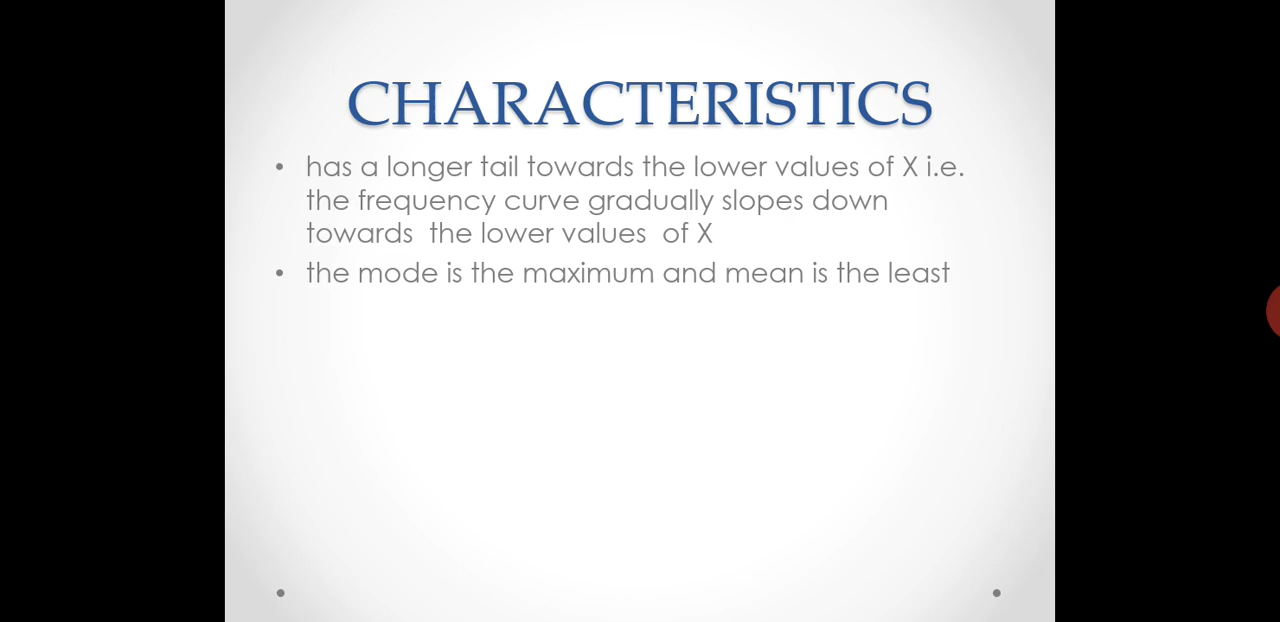 CHARACTERISTICS
• has a longer tail towards the lower values of X i.e.
the frequency curve gradually slopes down
towards  the lower values  of X
• the mode is the maximum and mean is the least